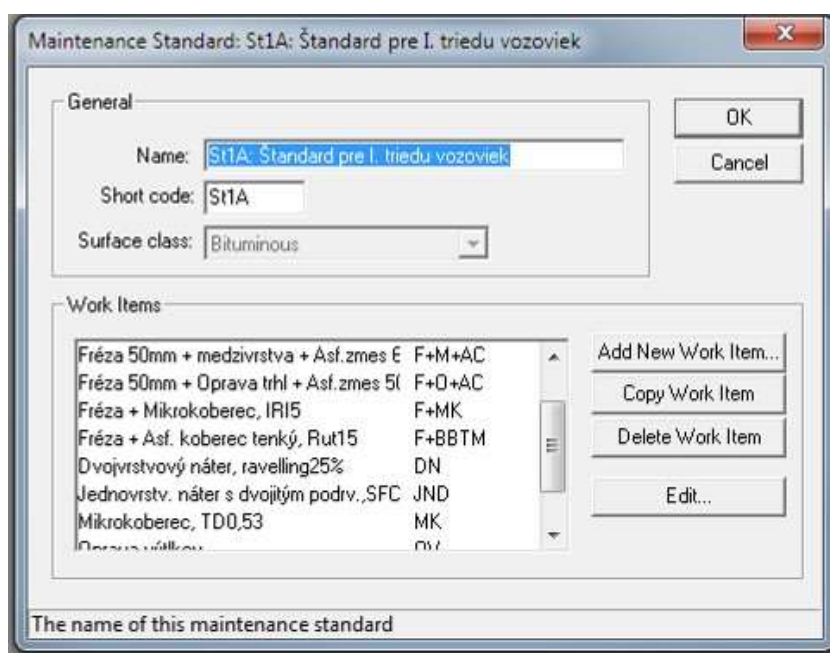 Maintenance Standard: St1A: Štandard pre I. triedu vozoviek
General
Name: St1A: Štandard pre I. triedu vozoviek
Short code: St1A
Surface class: Bituminous
OK
Cancel
Work Items
Fréza 50mm + medzivrstva + Asf.zmes F+M+AC
Fréza 50mm + Oprava trhl + Asf.zmes F+O+AC
Fréza + Mikrokoberec, IRI5 F+MK
Fréza + Asf. koberec tenký, Rut15 F+BBTM
Dvojvrstvový náter, ravelling25% DN
Jednovrstv. náter s dvojitým podrv.,SFC JND
Mikrokoberec, TD0,53 MK
Oprava výtlkov OV
Add New Work Item...
Copy Work Item
Delete Work Item
Edit...
The name of this maintenance standard